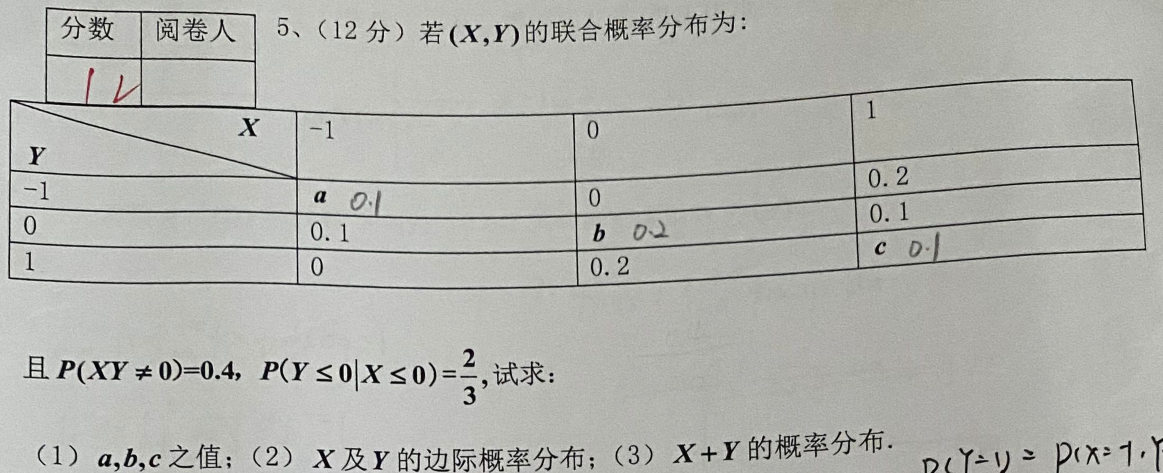 分数 阅卷人 5、（12 分）若(X,Y)的联合概率分布为：
12
X -1 0 1
Y
-1 a 0.1 0 0.2
0 0.1 b 0.2 0.1
1 0 0.2 c 0.1
且 P(XY≠0)=0.4, P(Y≤0|X≤0)=2/3,试求：
（1） a,b,c 之值；（2） X 及 Y 的边际概率分布；（3） X+Y 的概率分布.